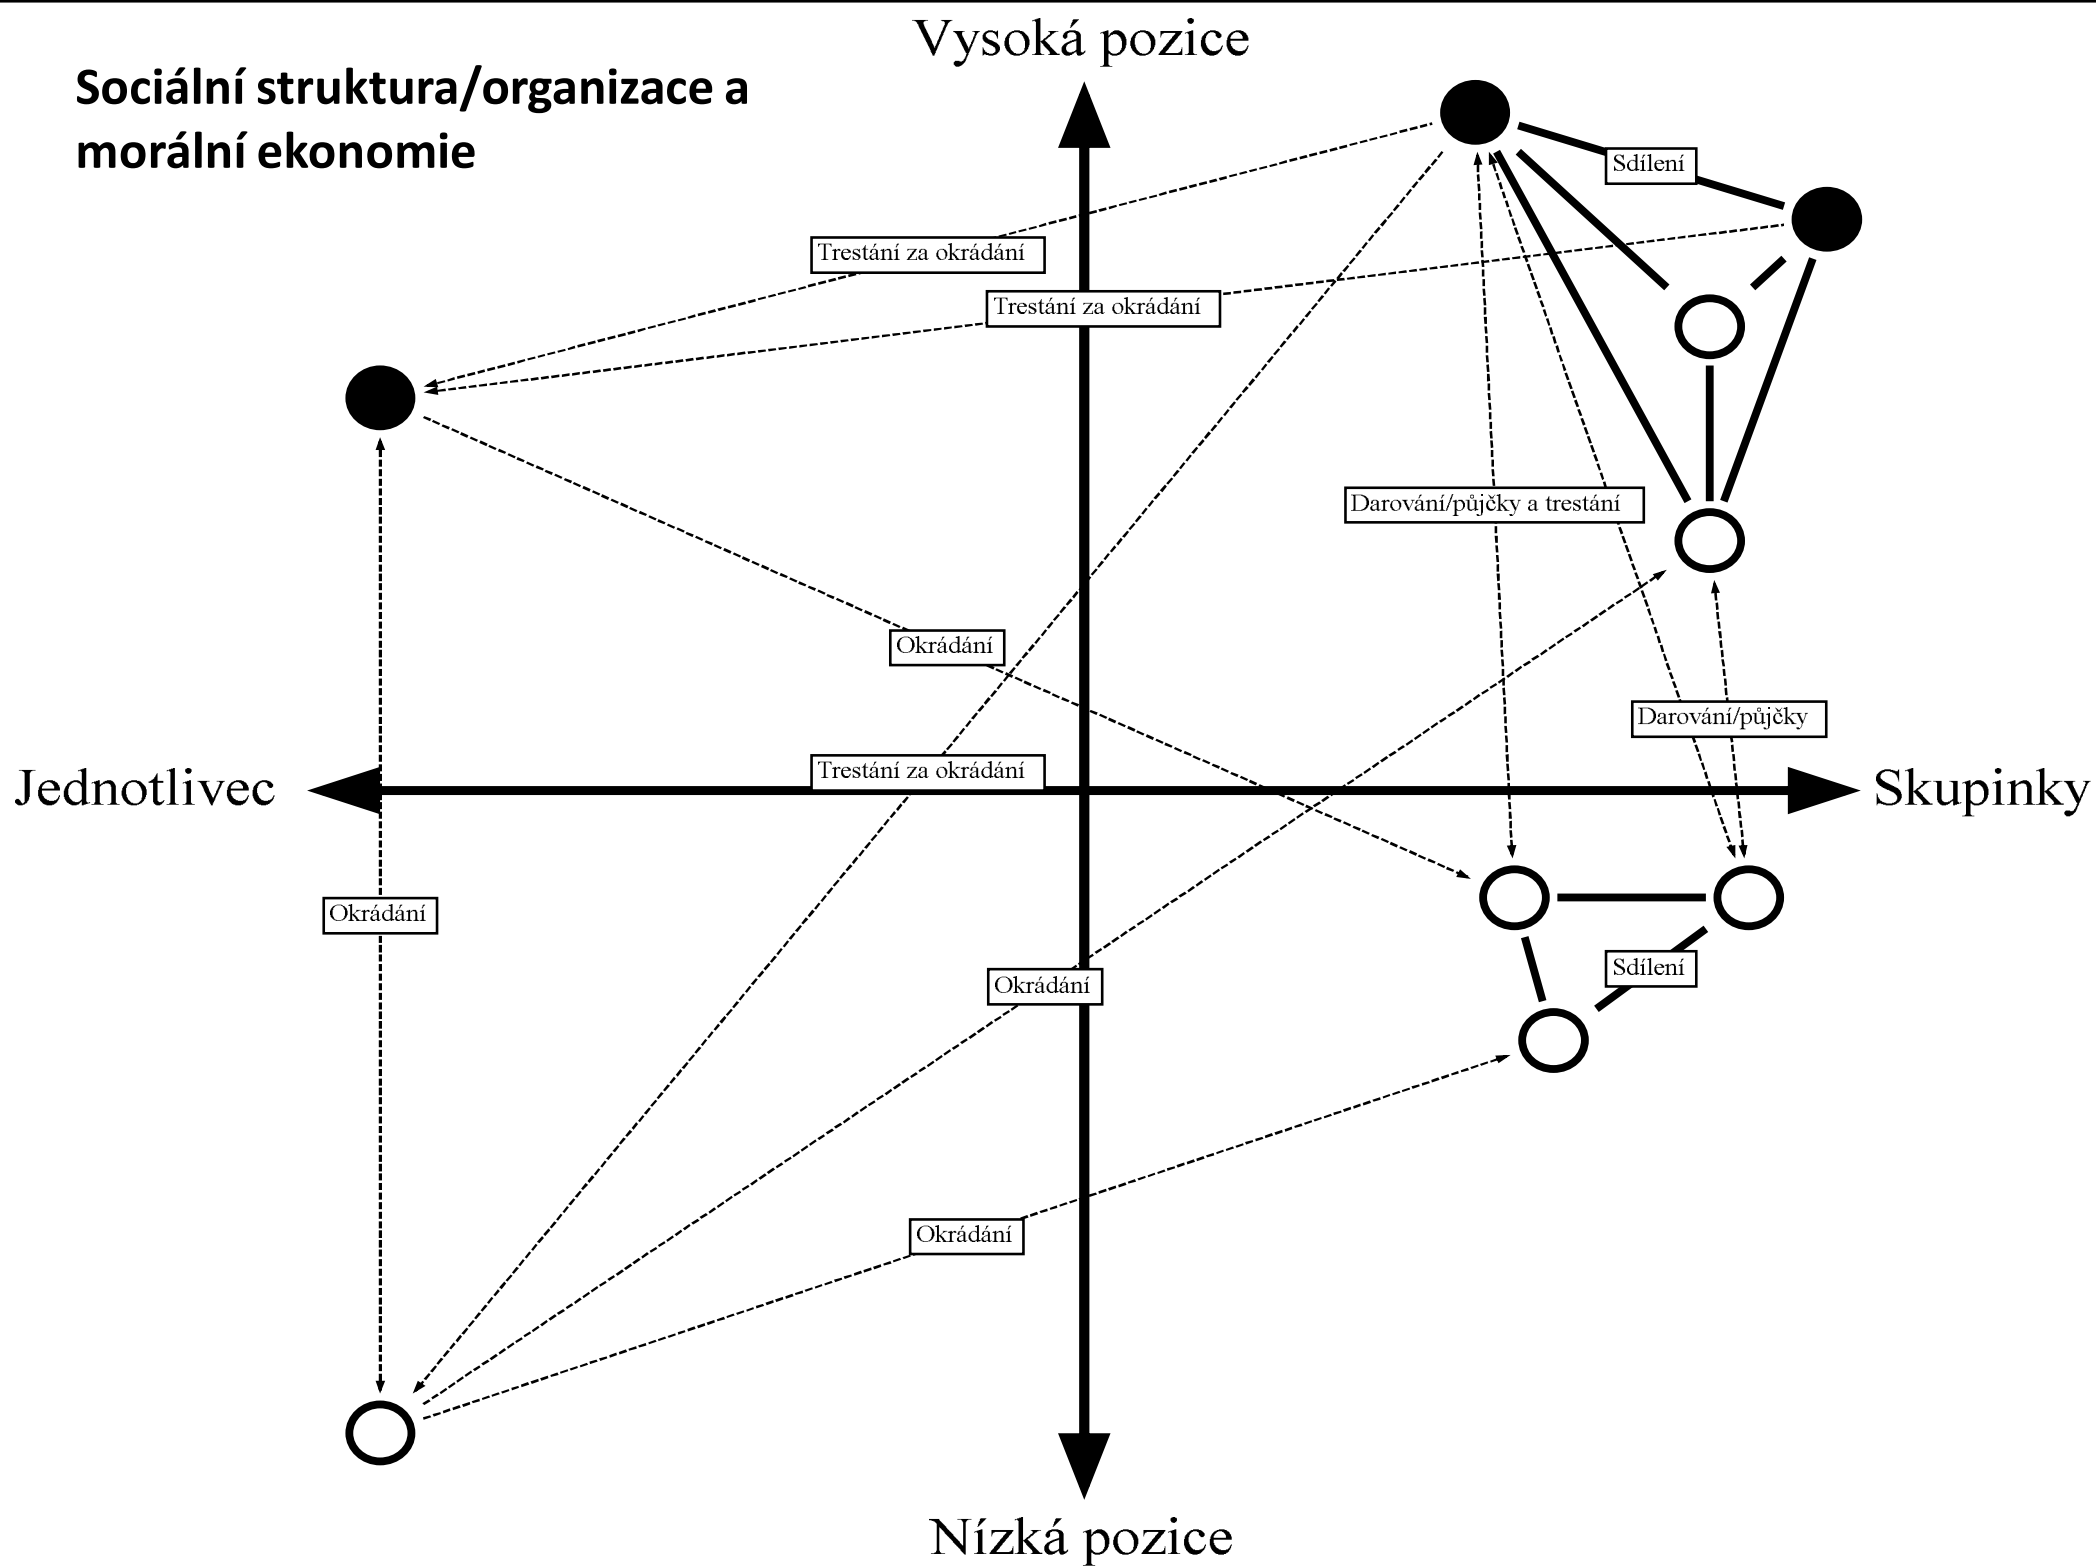 Vysoká pozice
Sociální struktura/organizace a
morální ekonomie
Sdílení
Trestání za okrádání
Trestání za okrádání
Darování/půjčky a trestání
Okrádání
Darování/půjčky
Trestání za okrádání
Jednotlivec
Skupinky
Okrádání
Sdílení
Okrádání
Okrádání
Nízká pozice